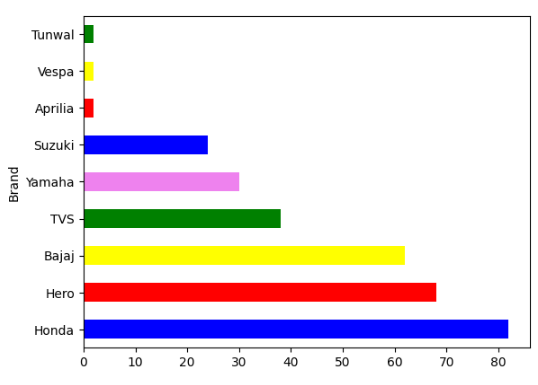 Tunwal
Vespa
Aprilia
Suzuki
Yamaha
TVS
Bajaj
Hero
Honda
Brand
0 10 20 30 40 50 60 70 80